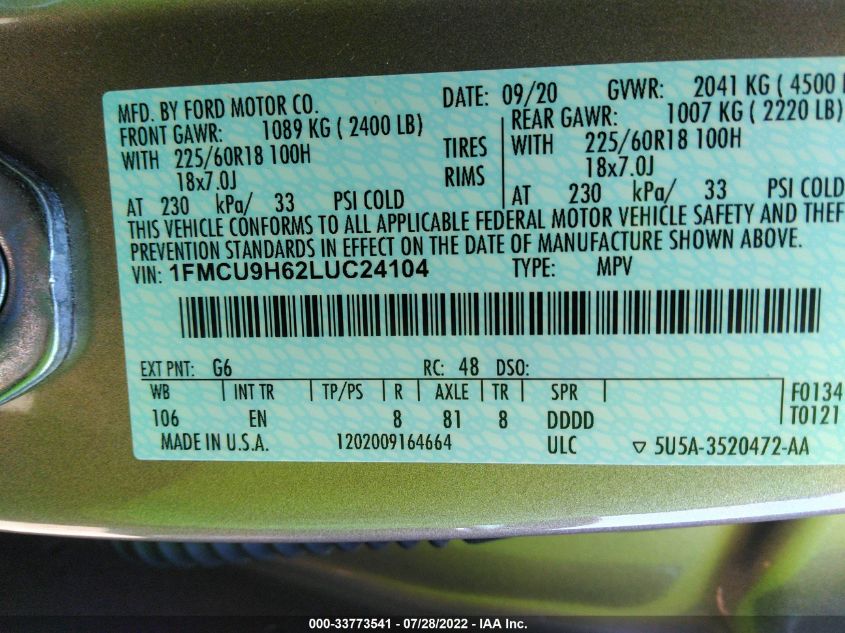 MFD. BY FORD MOTOR CO. DATE: 09/20 GVWR: 2041 KG ( 4500
FRONT GAWR: 1089 KG ( 2400 LB) REAR GAWR: 1007 KG ( 2220 LB)
WITH 225/60R18 100H TIRES WITH 225/60R18 100H
18x7.0J RIMS 18x7.0J
AT 230 kPa/ 33 PSI COLD AT 230 kPa/ 33 PSI COLD
THIS VEHICLE CONFORMS TO ALL APPLICABLE FEDERAL MOTOR VEHICLE SAFETY AND THEF
PREVENTION STANDARDS IN EFFECT ON THE DATE OF MANUFACTURE SHOWN ABOVE.
VIN: 1FMCU9H62LUC24104 TYPE: MPV
EXT PNT: G6 RC: 48 DSO:
WB INT TR TP/PS R AXLE TR SPR F0134
106 EN 8 81 8 DDDD T0121
MADE IN U.S.A. 1202009164664 ULC ▽ 5U5A-3520472-AA
000-33773541 - 07/28/2022 - IAA Inc.